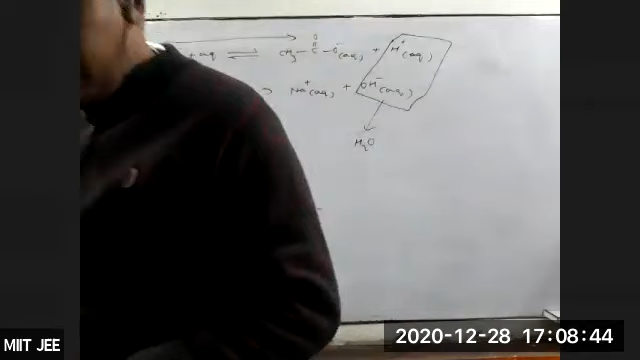 O
+ aq ⇌ CH₃ – C – O⁻(aq) + H⁺(aq)
→ Na⁺(aq) + OH⁻(aq)
H₂O
MIIT JEE
2020-12-28 17:08:44